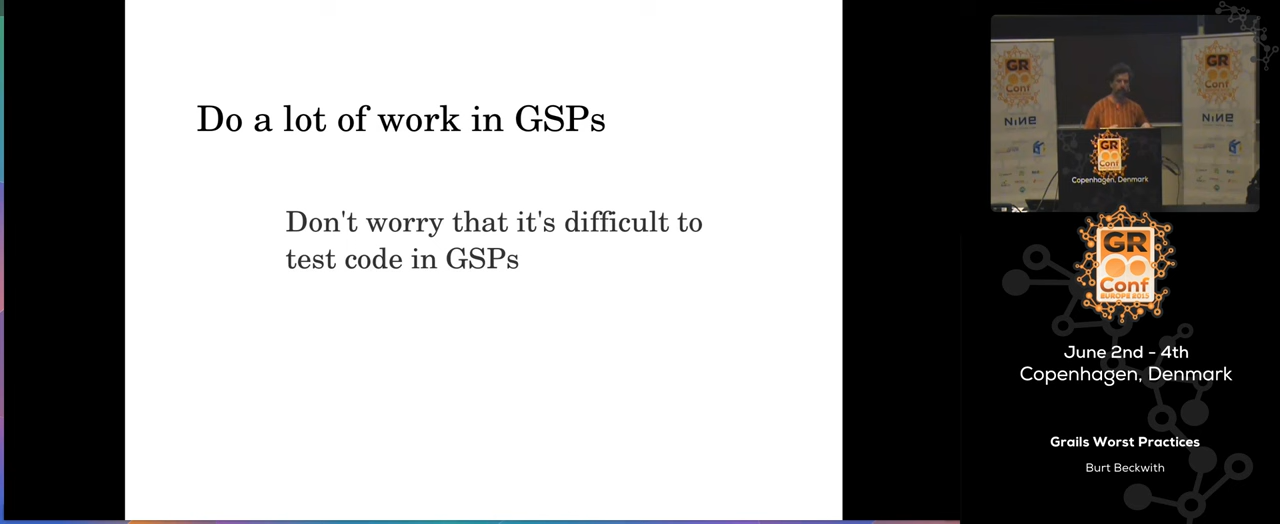 Do a lot of work in GSPs
Don't worry that it's difficult to
test code in GSPs
GR
Conf
NINE
GR
Conf
NINE
GR
Conf
Copenhagen, Denmark
GR
Conf
EUROPE 2015
June 2nd - 4th
Copenhagen, Denmark
Grails Worst Practices
Burt Beckwith